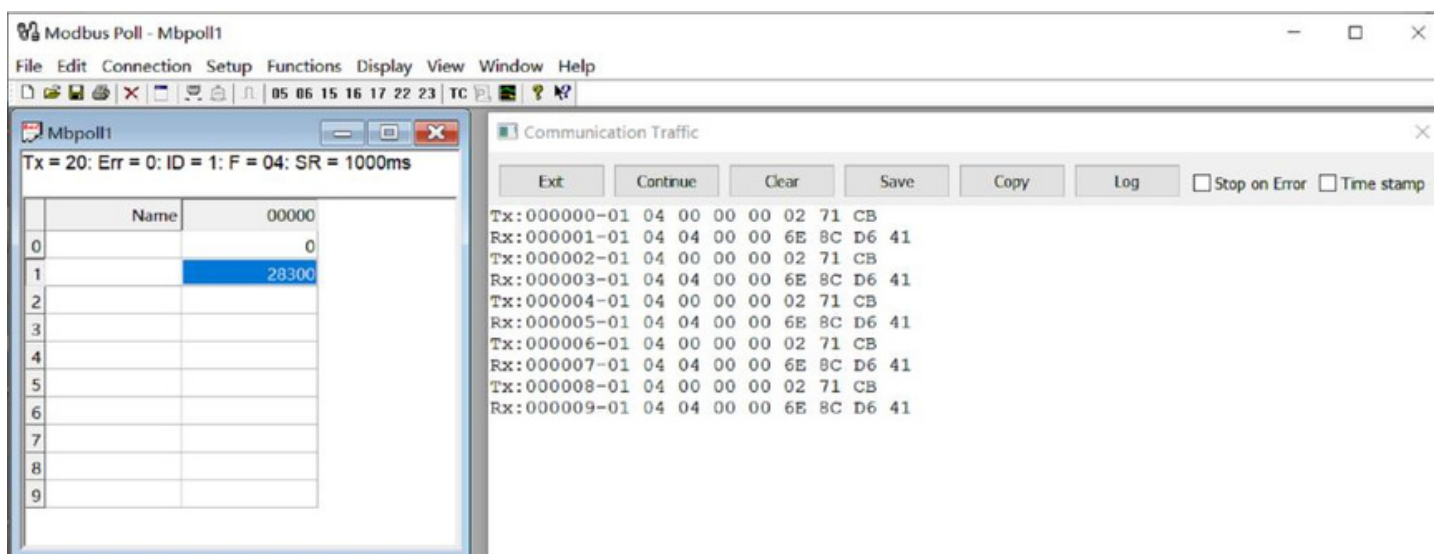 Modbus Poll - Mbpoll1
File Edit Connection Setup Functions Display View Window Help
05 06 15 16 17 22 23 TC
Mbpoll1
Tx = 20: Err = 0: ID = 1: F = 04: SR = 1000ms
Name 00000
0 0
1 28300
2
3
4
5
6
7
8
9
Communication Traffic
Exit Continue Clear Save Copy Log Stop on Error Time stamp
Tx:000000-01 04 00 00 00 02 71 CB
Rx:000001-01 04 04 00 00 6E 8C D6 41
Tx:000002-01 04 00 00 00 02 71 CB
Rx:000003-01 04 04 00 00 6E 8C D6 41
Tx:000004-01 04 00 00 00 02 71 CB
Rx:000005-01 04 04 00 00 6E 8C D6 41
Tx:000006-01 04 00 00 00 02 71 CB
Rx:000007-01 04 04 00 00 6E 8C D6 41
Tx:000008-01 04 00 00 00 02 71 CB
Rx:000009-01 04 04 00 00 6E 8C D6 41